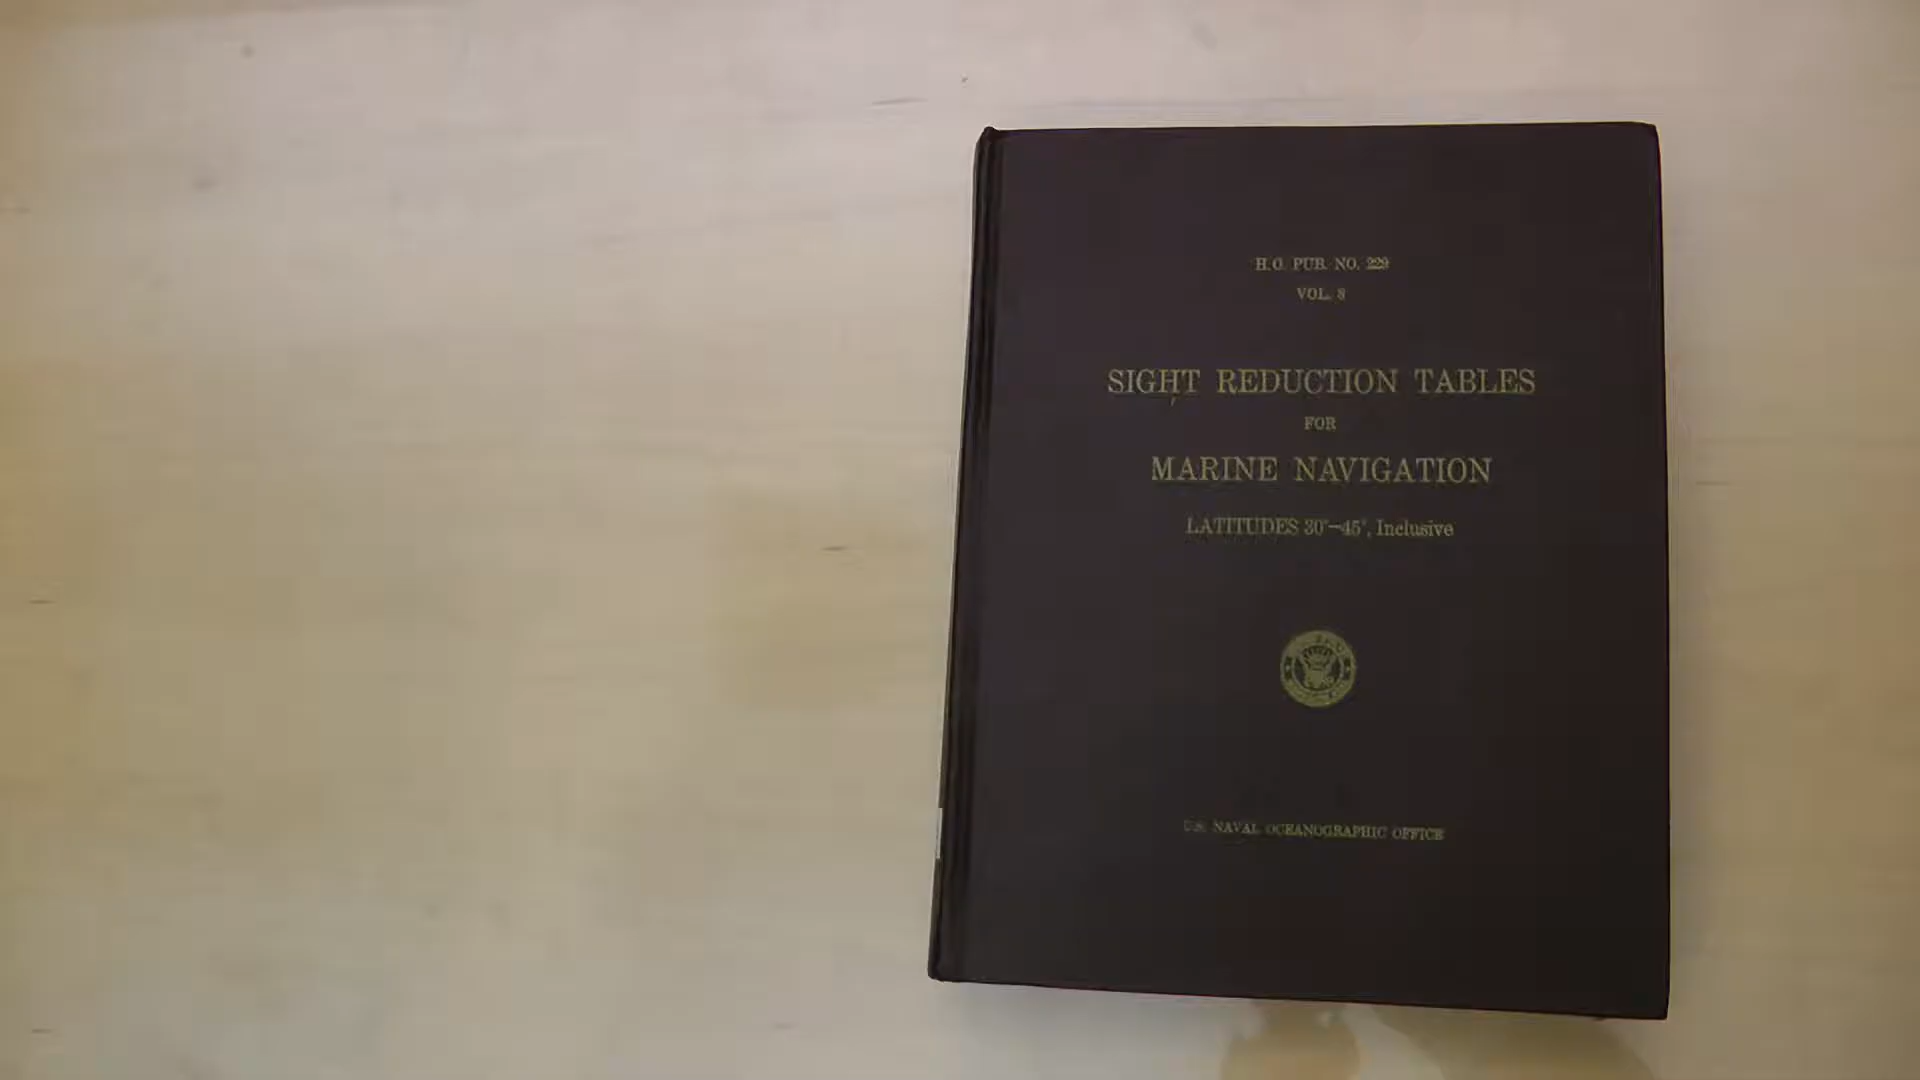 H.O. PUB. NO. 229
VOL. 3
SIGHT REDUCTION TABLES
FOR
MARINE NAVIGATION
LATITUDES 30°–45°, Inclusive
U.S. NAVAL OCEANOGRAPHIC OFFICE